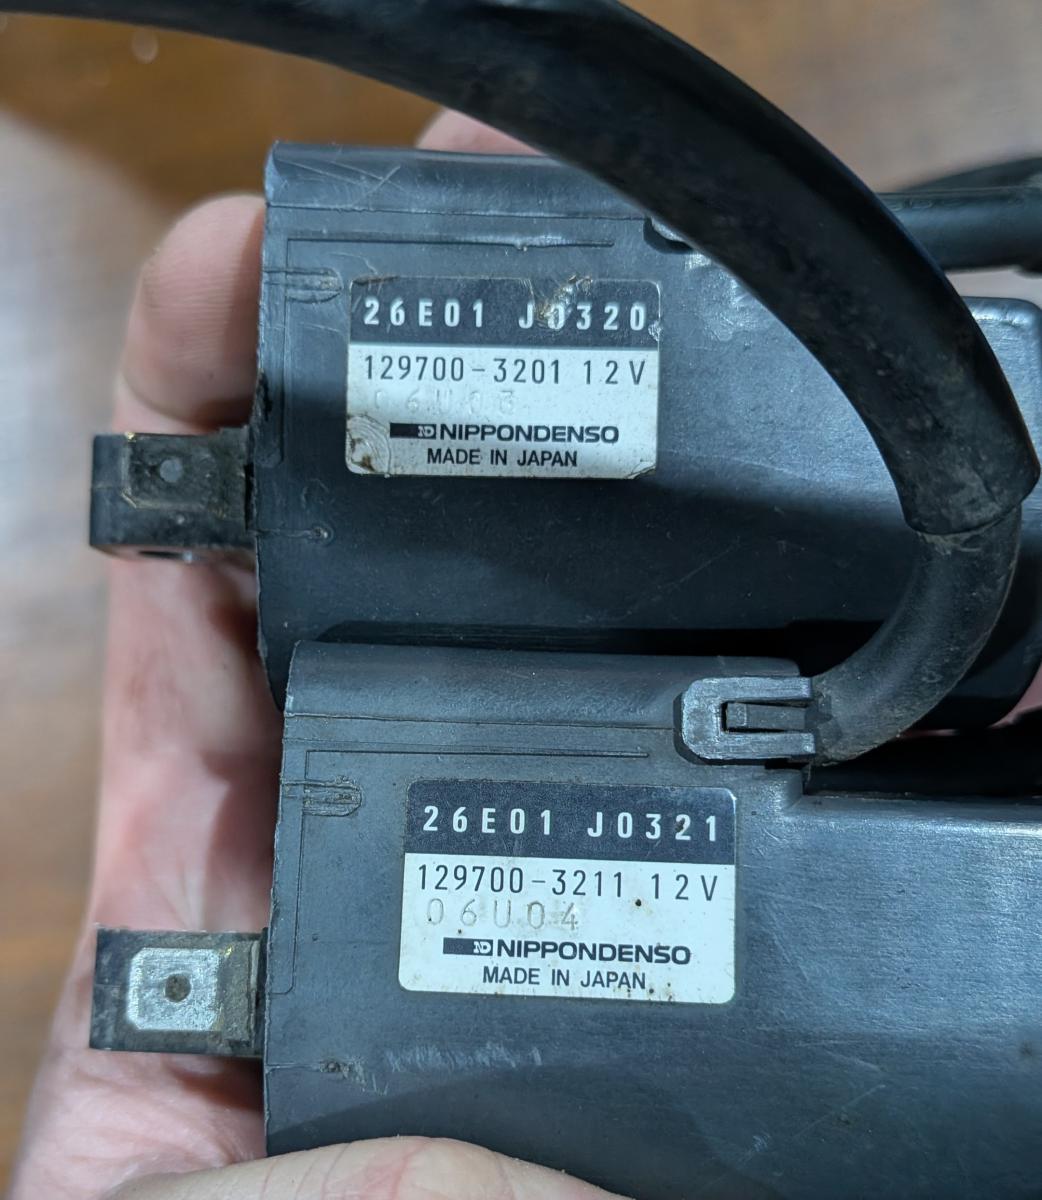 26E01 J0320
129700-3201 12V
06U03
NIPPONDENSO
MADE IN JAPAN
26E01 J0321
129700-3211 12V
06U04
NIPPONDENSO
MADE IN JAPAN